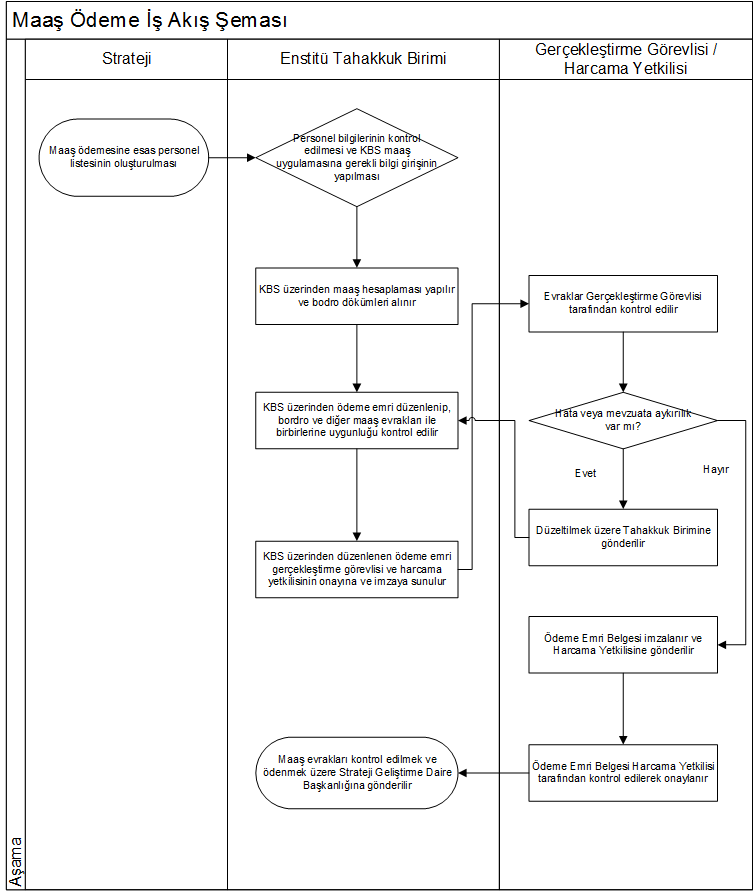 Maaş Ödeme İş Akış Şeması
Strateji
Enstitü Tahakkuk Birimi
Gerçekleştirme Görevlisi /
Harcama Yetkilisi
Maaş ödemesine esas personel
listesinin oluşturulması
Personel bilgilerinin kontrol
edilmesi ve KBS maaş
uygulamasına gerekli bilgi girişinin
yapılması
KBS üzerinden maaş hesaplaması yapılır
ve bodro dökümleri alınır
Evraklar Gerçekleştirme Görevlisi
tarafından kontrol edilir
KBS üzerinden ödeme emri düzenlenip,
bordro ve diğer maaş evrakları ile
birbirlerine uygunluğu kontrol edilir
Hata veya mevzuata aykırılık
var mı?
Evet
Hayır
Düzeltilmek üzere Tahakkuk Birimine
gönderilir
KBS üzerinden düzenlenen ödeme emri
gerçekleştirme görevlisi ve harcama
yetkilisinin onayına ve imzaya sunulur
Ödeme Emri Belgesi imzalanır ve
Harcama Yetkilisine gönderilir
Ödeme Emri Belgesi Harcama Yetkilisi
tarafından kontrol edilerek onaylanır
Maaş evrakları kontrol edilmek ve
ödenmek üzere Strateji Geliştirme Daire
Başkanlığına gönderilir
Aşama